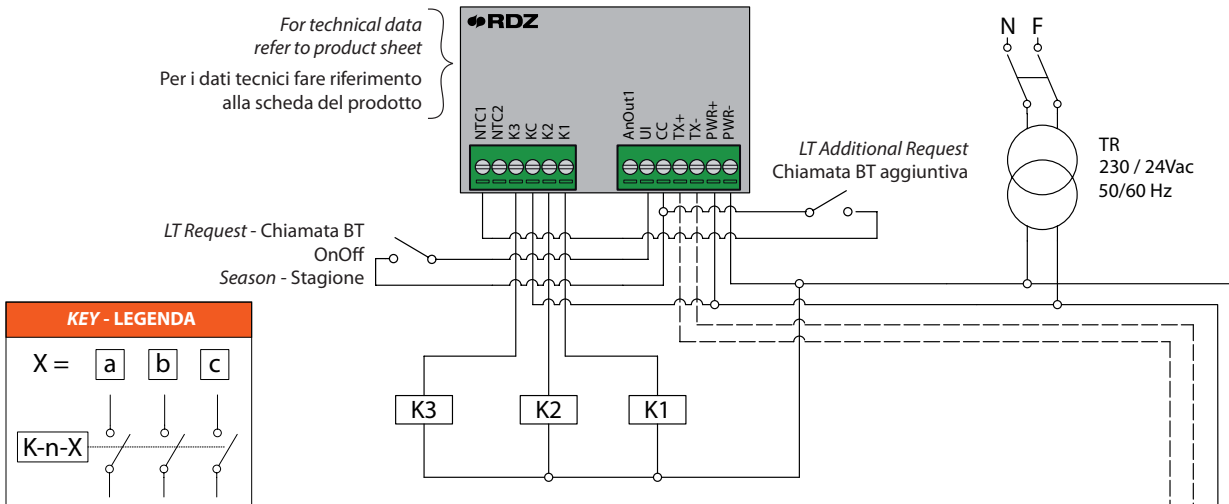 For technical data
refer to product sheet
Per i dati tecnici fare riferimento
alla scheda del prodotto
RDZ
NTC1
NTC2
K3
KC
K2
K1
AnOut1
UI
CC
TX+
TX-
PWR+
PWR-
N F
TR
230 / 24Vac
50/60 Hz
LT Additional Request
Chiamata BT aggiuntiva
LT Request - Chiamata BT
OnOff
Season - Stagione
KEY - LEGENDA
X = a b c
K-n-X
K3 K2 K1